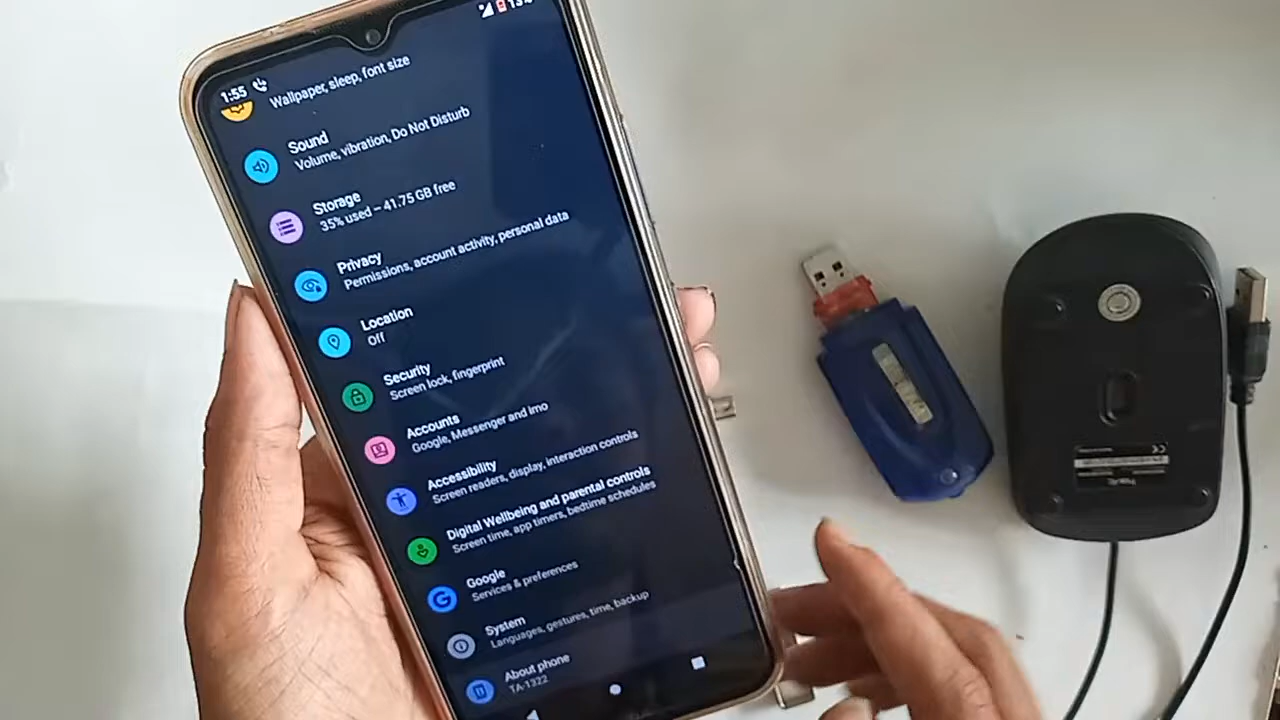 13%
1:55
Wallpaper, sleep, font size
Sound
Volume, vibration, Do Not Disturb
Storage
35% used – 41.75 GB free
Privacy
Permissions, account activity, personal data
Location
Off
Security
Screen lock, fingerprint
Accounts
Google, Messenger and imo
Accessibility
Screen readers, display, interaction controls
Digital Wellbeing and parental controls
Screen time, app timers, bedtime schedules
Google
Services & preferences
System
Languages, gestures, time, backup
About phone
TA-1322